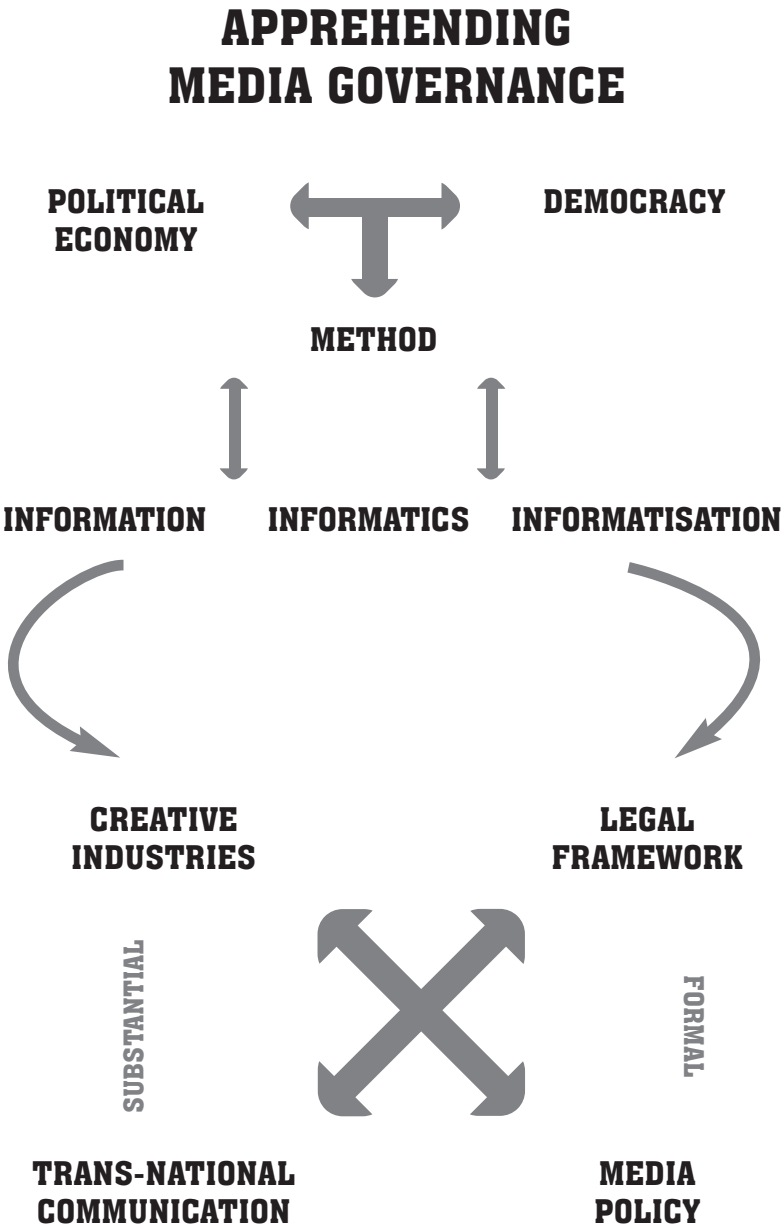 APPREHENDING
MEDIA GOVERNANCE
POLITICAL
ECONOMY
DEMOCRACY
METHOD
INFORMATION
INFORMATICS
INFORMATISATION
CREATIVE
INDUSTRIES
LEGAL
FRAMEWORK
SUBSTANTIAL
FORMAL
TRANS-NATIONAL
COMMUNICATION
MEDIA
POLICY